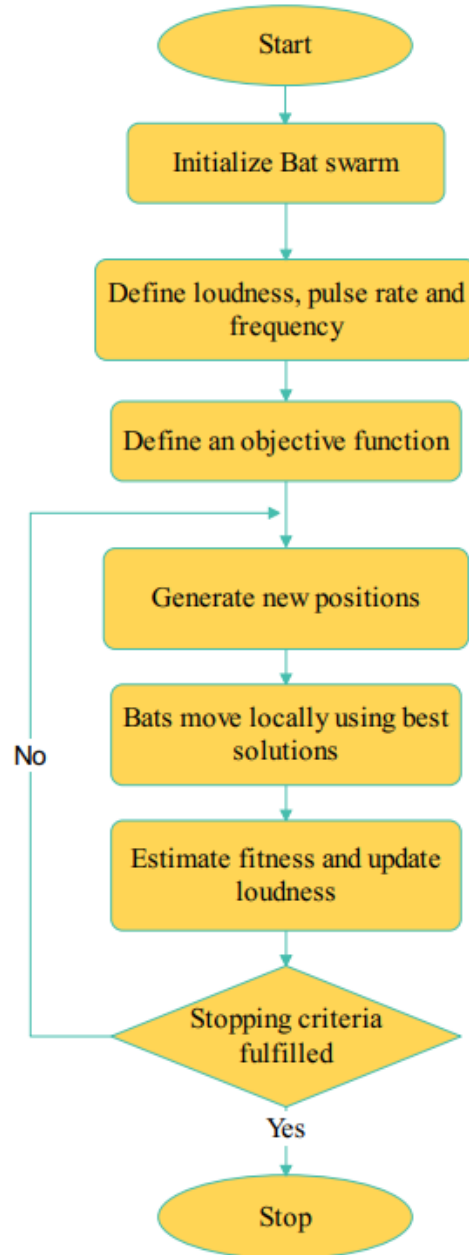 Start
Initialize Bat swarm
Define loudness, pulse rate and
frequency
Define an objective function
Generate new positions
Bats move locally using best
solutions
No
Estimate fitness and update
loudness
Stopping criteria
fulfilled
Yes
Stop